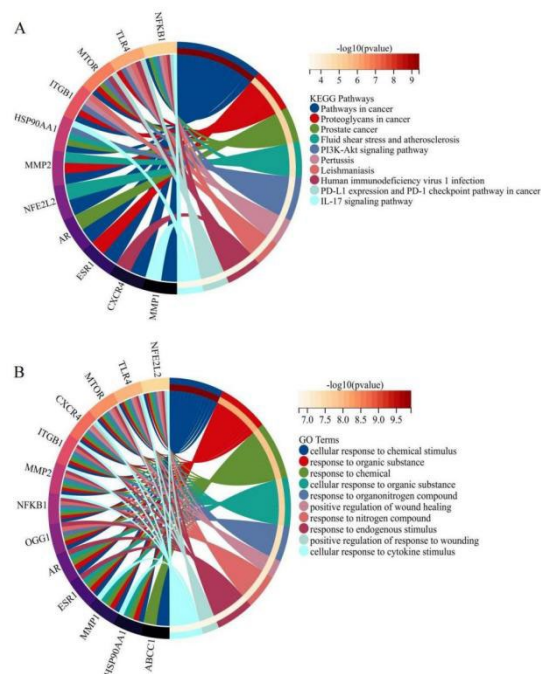 A
NFKB1
TLR4
MTOR
ITGB1
HSP90AA1
MMP2
NFE2L2
AR
ESR1
CXCR4
MMP1
-log10(pvalue)
4 5 6 7 8 9
KEGG Pathways
Pathways in cancer
Proteoglycans in cancer
Prostate cancer
Fluid shear stress and atherosclerosis
PI3K-Akt signaling pathway
Pertussis
Leishmaniasis
Human immunodeficiency virus 1 infection
PD-L1 expression and PD-1 checkpoint pathway in cancer
IL-17 signaling pathway
B
NFE2L2
TLR4
MTOR
CXCR4
ITGB1
MMP2
NFKB1
OGG1
AR
ESR1
MMP1
HSP90AA1
ABCC1
-log10(pvalue)
7.0 7.5 8.0 8.5 9.0 9.5
GO Terms
cellular response to chemical stimulus
response to organic substance
response to chemical
cellular response to organic substance
response to organonitrogen compound
positive regulation of wound healing
response to nitrogen compound
response to endogenous stimulus
positive regulation of response to wounding
cellular response to cytokine stimulus